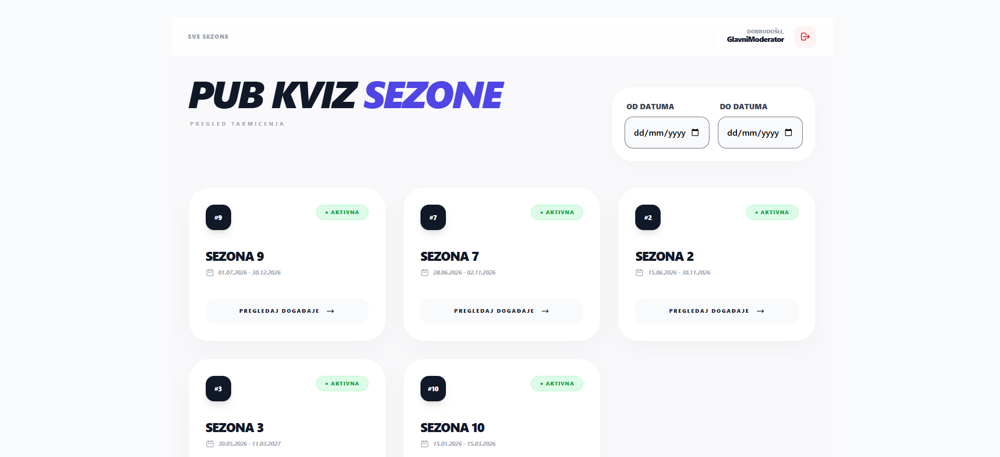 SVE SEZONE
DOBRODOŠLI,
GlavniModerator
PUB KVIZ SEZONE
PREGLED TAKMICENJA
OD DATUMA
DO DATUMA
dd/mm/yyyy
dd/mm/yyyy
#9
• AKTIVNA
SEZONA 9
01.07.2026 - 30.12.2026
PREGLEDAJ DOGAĐAJE →
#7
• AKTIVNA
SEZONA 7
28.06.2026 - 02.11.2026
PREGLEDAJ DOGAĐAJE →
#2
• AKTIVNA
SEZONA 2
15.06.2026 - 30.11.2026
PREGLEDAJ DOGAĐAJE →
#3
• AKTIVNA
SEZONA 3
30.05.2026 - 11.03.2027
#10
• AKTIVNA
SEZONA 10
15.01.2026 - 15.03.2026